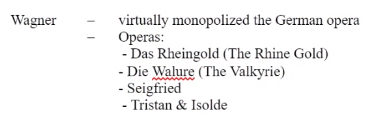 Wagner – virtually monopolized the German opera
– Operas:
- Das Rheingold (The Rhine Gold)
- Die Walure (The Valkyrie)
- Seigfried
- Tristan & Isolde